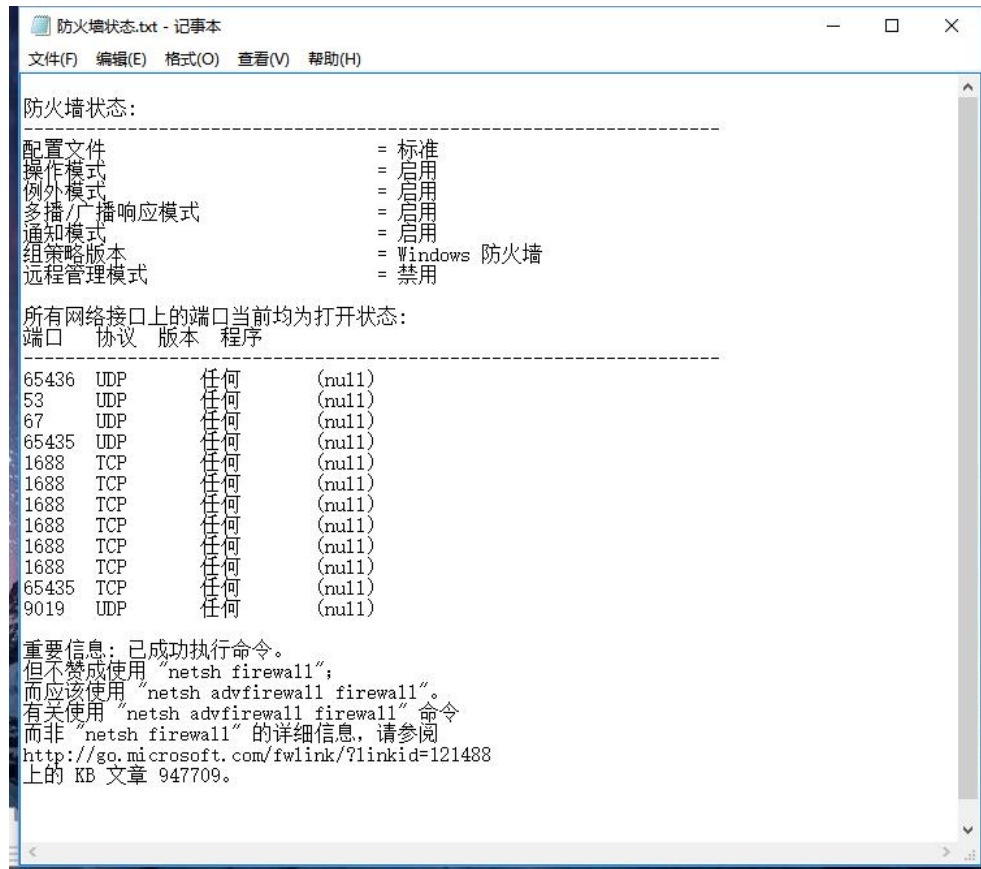 防火墙状态.txt - 记事本
文件(F) 编辑(E) 格式(O) 查看(V) 帮助(H)
防火墙状态:
-------------------------------------------------------------------
配置文件 = 标准
操作模式 = 启用
例外模式 = 启用
多播/广播响应模式 = 启用
通知模式 = 启用
组策略版本 = Windows 防火墙
远程管理模式 = 禁用
所有网络接口上的端口当前均为打开状态:
端口 协议 版本 程序
-------------------------------------------------------------------
65436 UDP 任何 (null)
53 UDP 任何 (null)
67 UDP 任何 (null)
65435 UDP 任何 (null)
1688 TCP 任何 (null)
1688 TCP 任何 (null)
1688 TCP 任何 (null)
1688 TCP 任何 (null)
1688 TCP 任何 (null)
1688 TCP 任何 (null)
65435 TCP 任何 (null)
9019 UDP 任何 (null)
重要信息: 已成功执行命令。
但不赞成使用 "netsh firewall";
而应该使用 "netsh advfirewall firewall"。
有关使用 "netsh advfirewall firewall" 命令
而非 "netsh firewall" 的详细信息，请参阅
http://go.microsoft.com/fwlink/?linkid=121488
上的 KB 文章 947709。